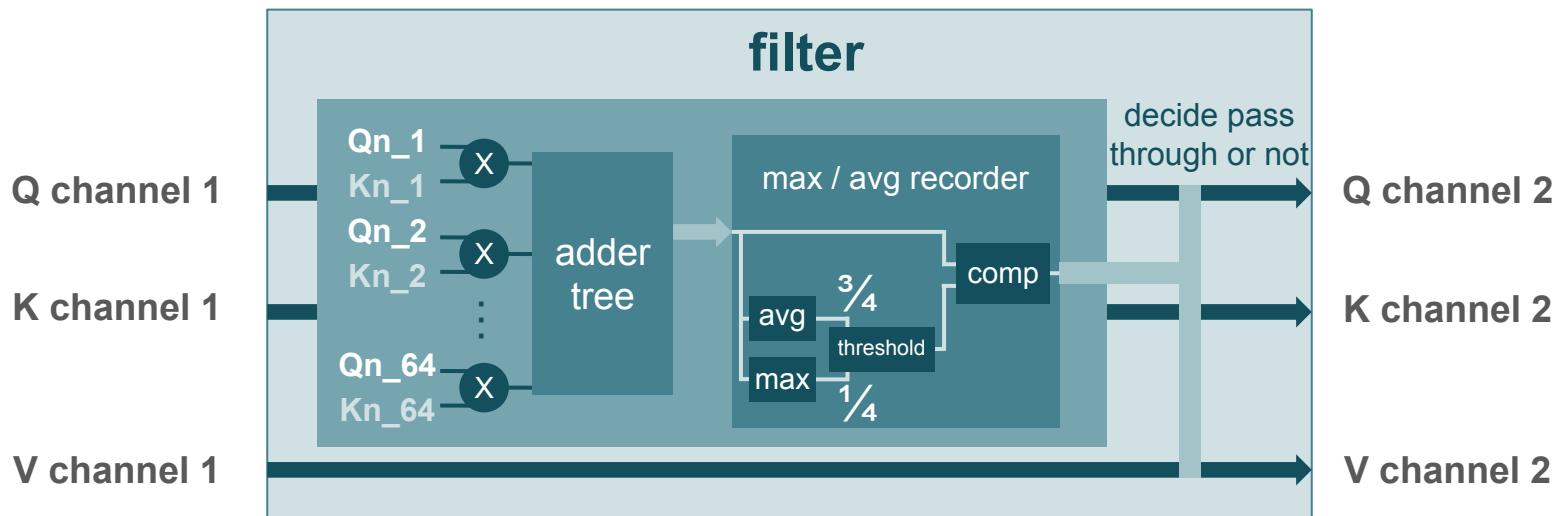 filter
decide pass
through or not
Qn_1
Kn_1
X
Qn_2
Kn_2
X
Qn_64
Kn_64
X
adder
tree
max / avg recorder
comp
¾
avg
threshold
max
¼
Q channel 1
K channel 1
V channel 1
Q channel 2
K channel 2
V channel 2